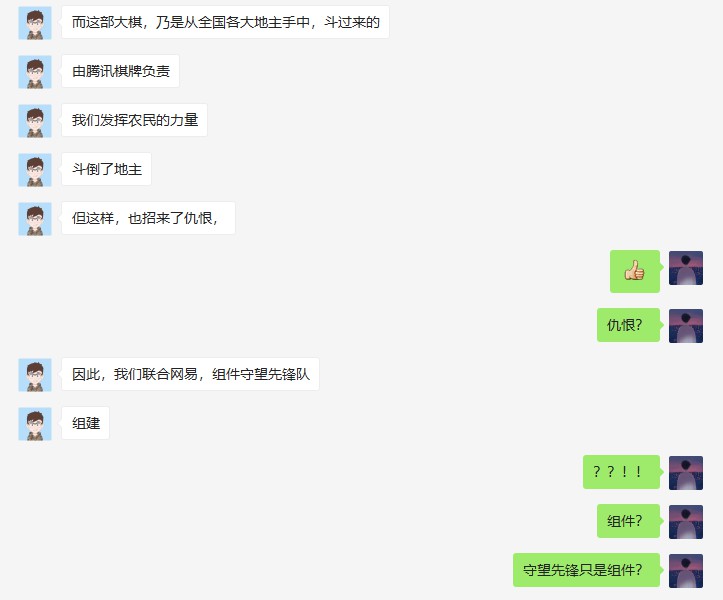 而这部大棋，乃是从全国各大地主手中，斗过来的
由腾讯棋牌负责
我们发挥农民的力量
斗倒了地主
但这样，也招来了仇恨，
仇恨？
因此，我们联合网易，组件守望先锋队
组建
？？！！
组件？
守望先锋只是组件？